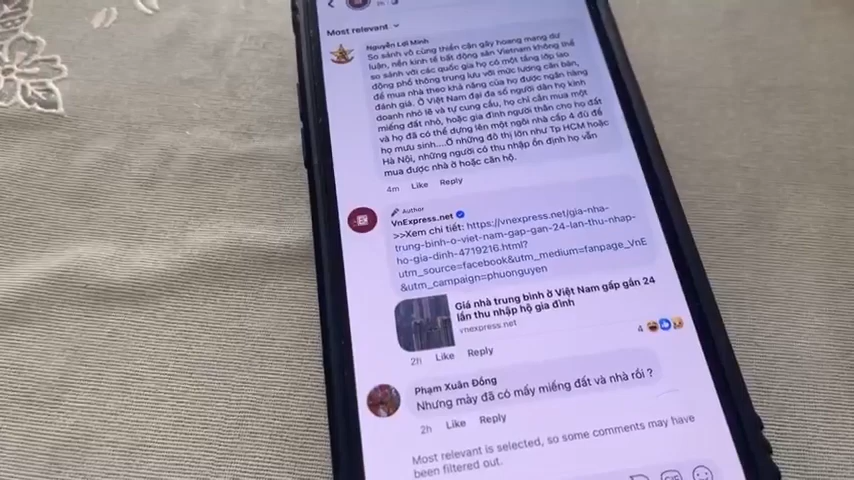 Most relevant
Nguyễn Lợi Minh
So sánh vô cùng thiển cận gây hoang mang dư
luận, nền kinh tế bất động sản Vietnam không thể
so sánh với các quốc gia họ có một tầng lớp lao
động phổ thông trung lưu với mức lương căn bản,
để mua nhà theo khả năng của họ được ngân hàng
đánh giá. Ở Việt Nam đại đa số người dân họ kinh
doanh nhỏ lẽ và tự cung cầu, họ chỉ cần mua một
miếng đất nhỏ, hoặc gia đình người thân cho họ đất
và họ đã có thể dựng lên một ngôi nhà cấp 4 đủ để
họ mưu sinh....Ở những đô thị lớn như Tp HCM hoặc
Hà Nội, những người có thu nhập ổn định họ vẫn
mua được nhà ở hoặc căn hộ.
4m Like Reply
Author
VnExpress.net
>>Xem chi tiết: https://vnexpress.net/gia-nha-
trung-binh-o-viet-nam-gap-gan-24-lan-thu-nhap-
ho-gia-dinh-4719216.html?
utm_source=facebook&utm_medium=fanpage_VnE
&utm_campaign=phuonguyen
Giá nhà trung bình ở Việt Nam gấp gần 24
lần thu nhập hộ gia đình
vnexpress.net
2h Like Reply 4
Phạm Xuân Đồng
Nhưng mày đã có mấy miếng đất và nhà rồi ?
2h Like Reply
Most relevant is selected, so some comments may have
been filtered out.